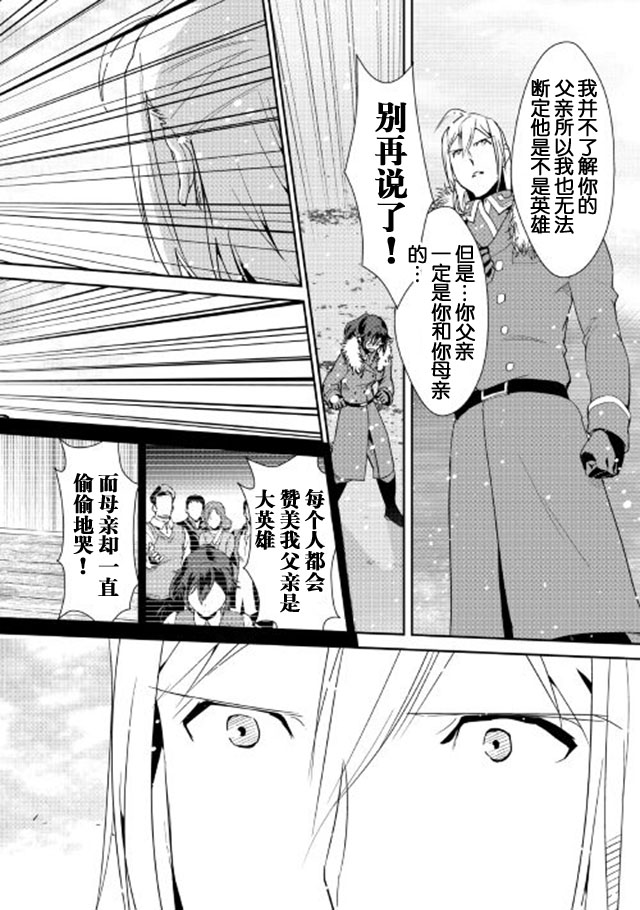 我并不了解你的
父亲所以我也无法
断定他是不是英雄
但是…你父亲
一定是你和你母亲
的…
别再说了！
每个人都会
赞美我父亲是
大英雄
而母亲却一直
偷偷地哭！